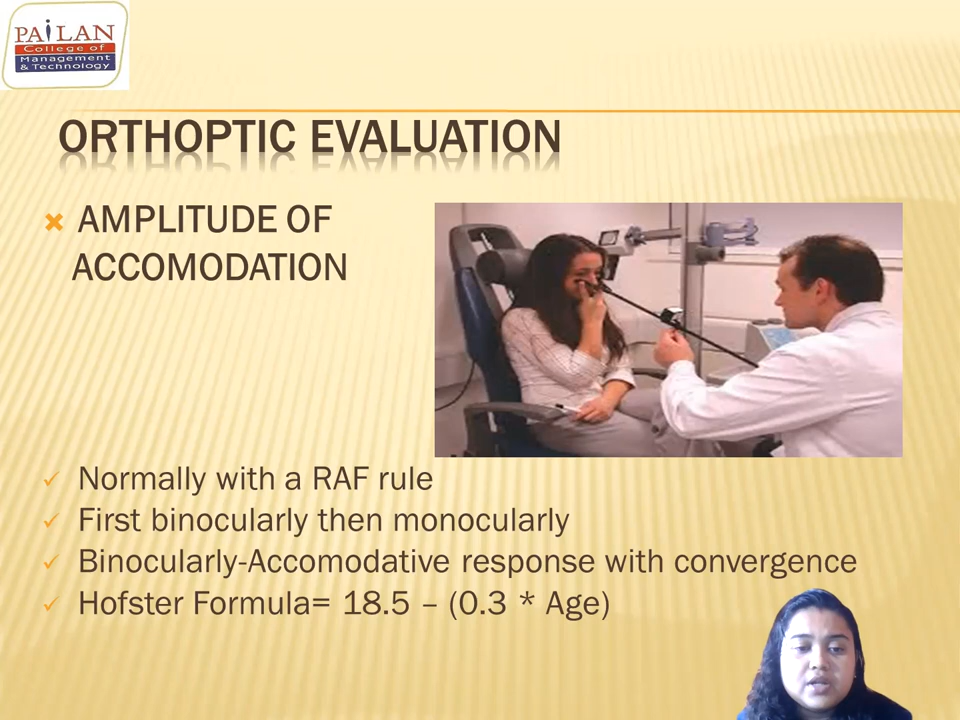 PAILAN
College of
Management
& Technology
ORTHOPTIC EVALUATION
AMPLITUDE OF
ACCOMODATION
Normally with a RAF rule
First binocularly then monocularly
Binocularly-Accomodative response with convergence
Hofster Formula= 18.5 – (0.3 * Age)